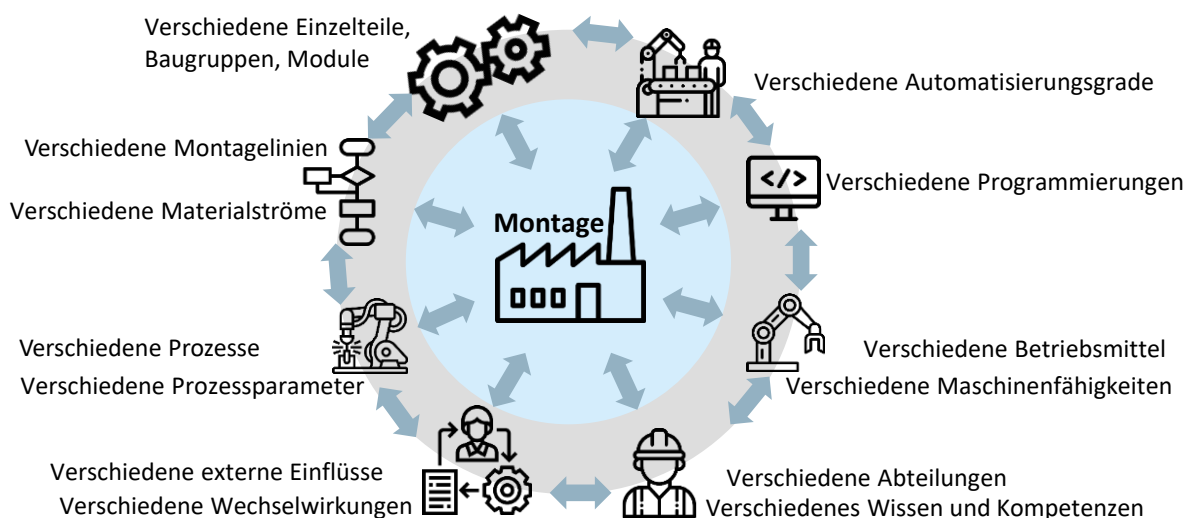 Verschiedene Einzelteile,
Baugruppen, Module
Verschiedene Automatisierungsgrade
Verschiedene Montagelinien
</>
Verschiedene Programmierungen
Verschiedene Materialströme
Montage
Verschiedene Prozesse
Verschiedene Prozessparameter
Verschiedene Betriebsmittel
Verschiedene Maschinenfähigkeiten
Verschiedene externe Einflüsse
Verschiedene Wechselwirkungen
Verschiedene Abteilungen
Verschiedenes Wissen und Kompetenzen